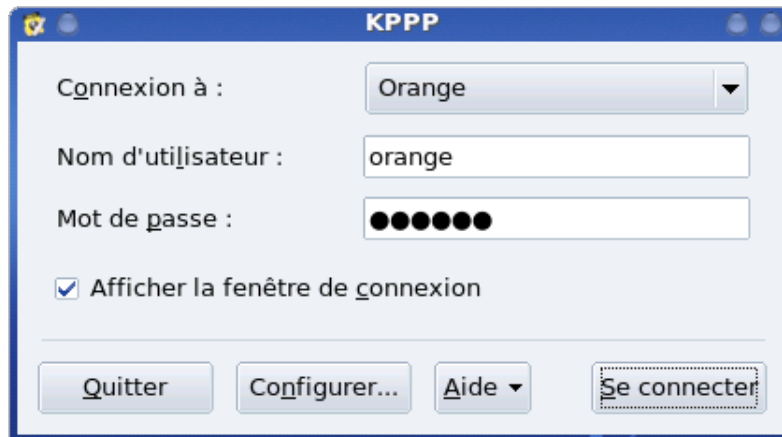 KPPP
Connexion à : Orange
Nom d'utilisateur : orange
Mot de passe : ●●●●●●
Afficher la fenêtre de connexion
Quitter Configurer... Aide Se connecter